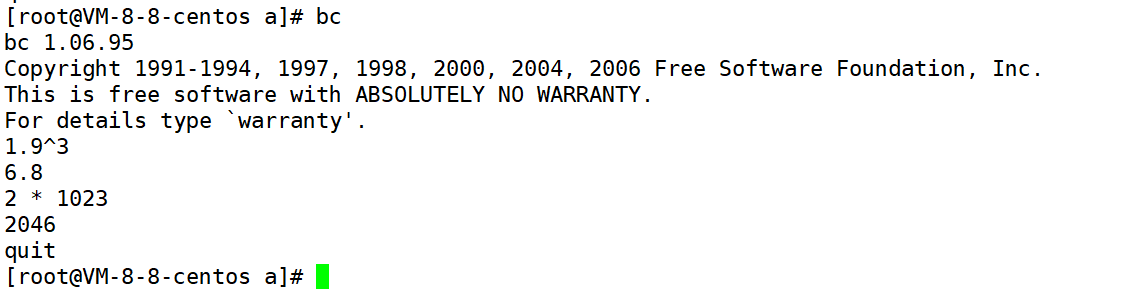 [root@VM-8-8-centos a]# bc
bc 1.06.95
Copyright 1991-1994, 1997, 1998, 2000, 2004, 2006 Free Software Foundation, Inc.
This is free software with ABSOLUTELY NO WARRANTY.
For details type `warranty'.
1.9^3
6.8
2 * 1023
2046
quit
[root@VM-8-8-centos a]#